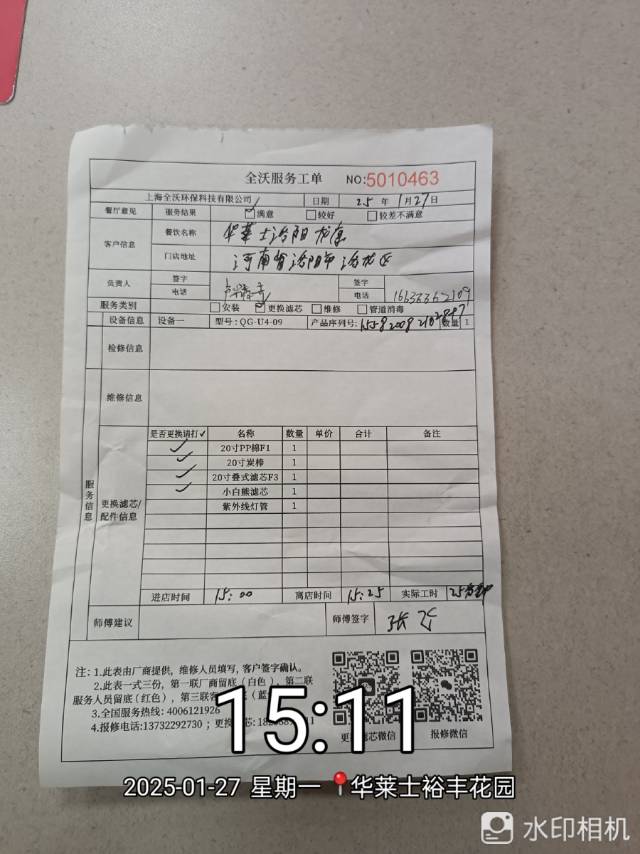 全沃服务工单 NO:5010463
上海全沃环保科技有限公司 日期 25 年 1月27日
餐厅意见 服务结果 满意 较好 较差不满意
客户信息 餐饮名称 华莱士洛阳
门店地址 河南省洛阳市洛龙区
负责人 签字 签字
电话 电话
服务类别 安装 更换滤芯 维修 管道消毒
设备信息 设备一 型号:QG-U4-09 产品序列号: 数量 1
检修信息
维修信息
服务信息
更换滤芯/配件信息
是否更换请打✓ 名称 数量 单价 合计 备注
✓ 20寸PP棉F1 1
✓ 20寸炭棒 1
✓ 20寸叠式滤芯F3 1
✓ 小白熊滤芯 1
紫外线灯管 1
进店时间 15:00 离店时间 15:25 实际工时 25分钟
师傅建议 师傅签字 张
注:1.此表由厂商提供,维修人员填写,客户签字确认。
2.此表一式三份,第一联厂商留底(白色),第二联
服务人员留底(红色),第三联客
3.全国服务热线:4006121926
4.报修电话:13732292730;更换
报修微信
15:11
2025-01-27 星期一 华莱士裕丰花园
水印相机